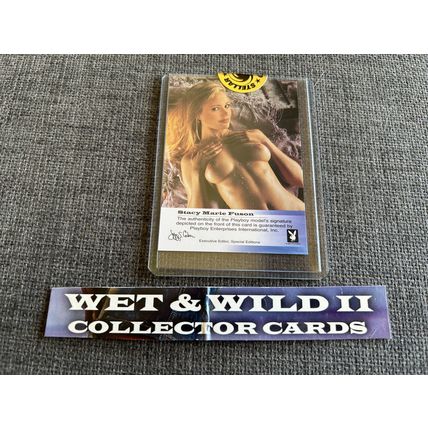 STELLAR
Stacy Marie Fuson
The authenticity of the Playboy model's signature
depicted on the front of this card is guaranteed by
Playboy Enterprises International, Inc.
Executive Editor, Special Editions
WET & WILD II
COLLECTOR CARDS